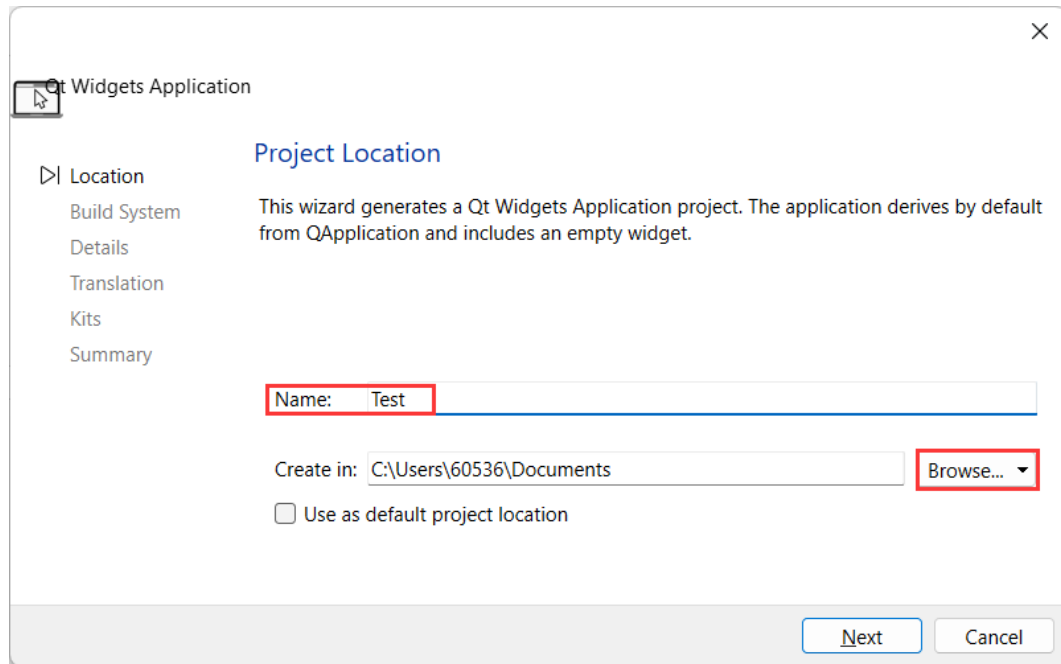 Qt Widgets Application
Location
Build System
Details
Translation
Kits
Summary
Project Location
This wizard generates a Qt Widgets Application project. The application derives by default
from QApplication and includes an empty widget.
Name: Test
Create in: C:\Users\60536\Documents Browse...
Use as default project location
Next Cancel